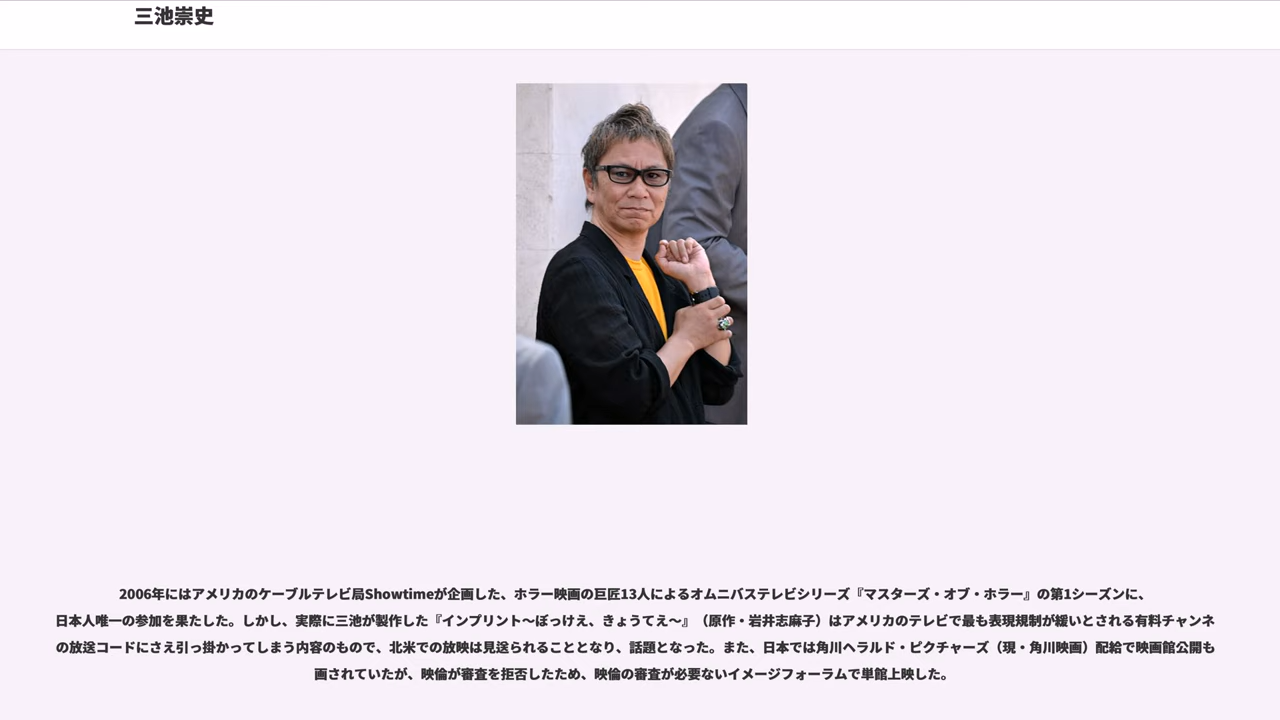 三池崇史
2006年にはアメリカのケーブルテレビ局Showtimeが企画した、ホラー映画の巨匠13人によるオムニバステレビシリーズ『マスターズ・オブ・ホラー』の第1シーズンに、
日本人唯一の参加を果たした。しかし、実際に三池が製作した『インプリント〜ぼっけえ、きょうてえ〜』（原作・岩井志麻子）はアメリカのテレビで最も表現規制が緩いとされる有料チャンネ
の放送コードにさえ引っ掛かってしまう内容のもので、北米での放映は見送られることとなり、話題となった。また、日本では角川ヘラルド・ピクチャーズ（現・角川映画）配給で映画館公開も
画されていたが、映倫が審査を拒否したため、映倫の審査が必要ないイメージフォーラムで単館上映した。